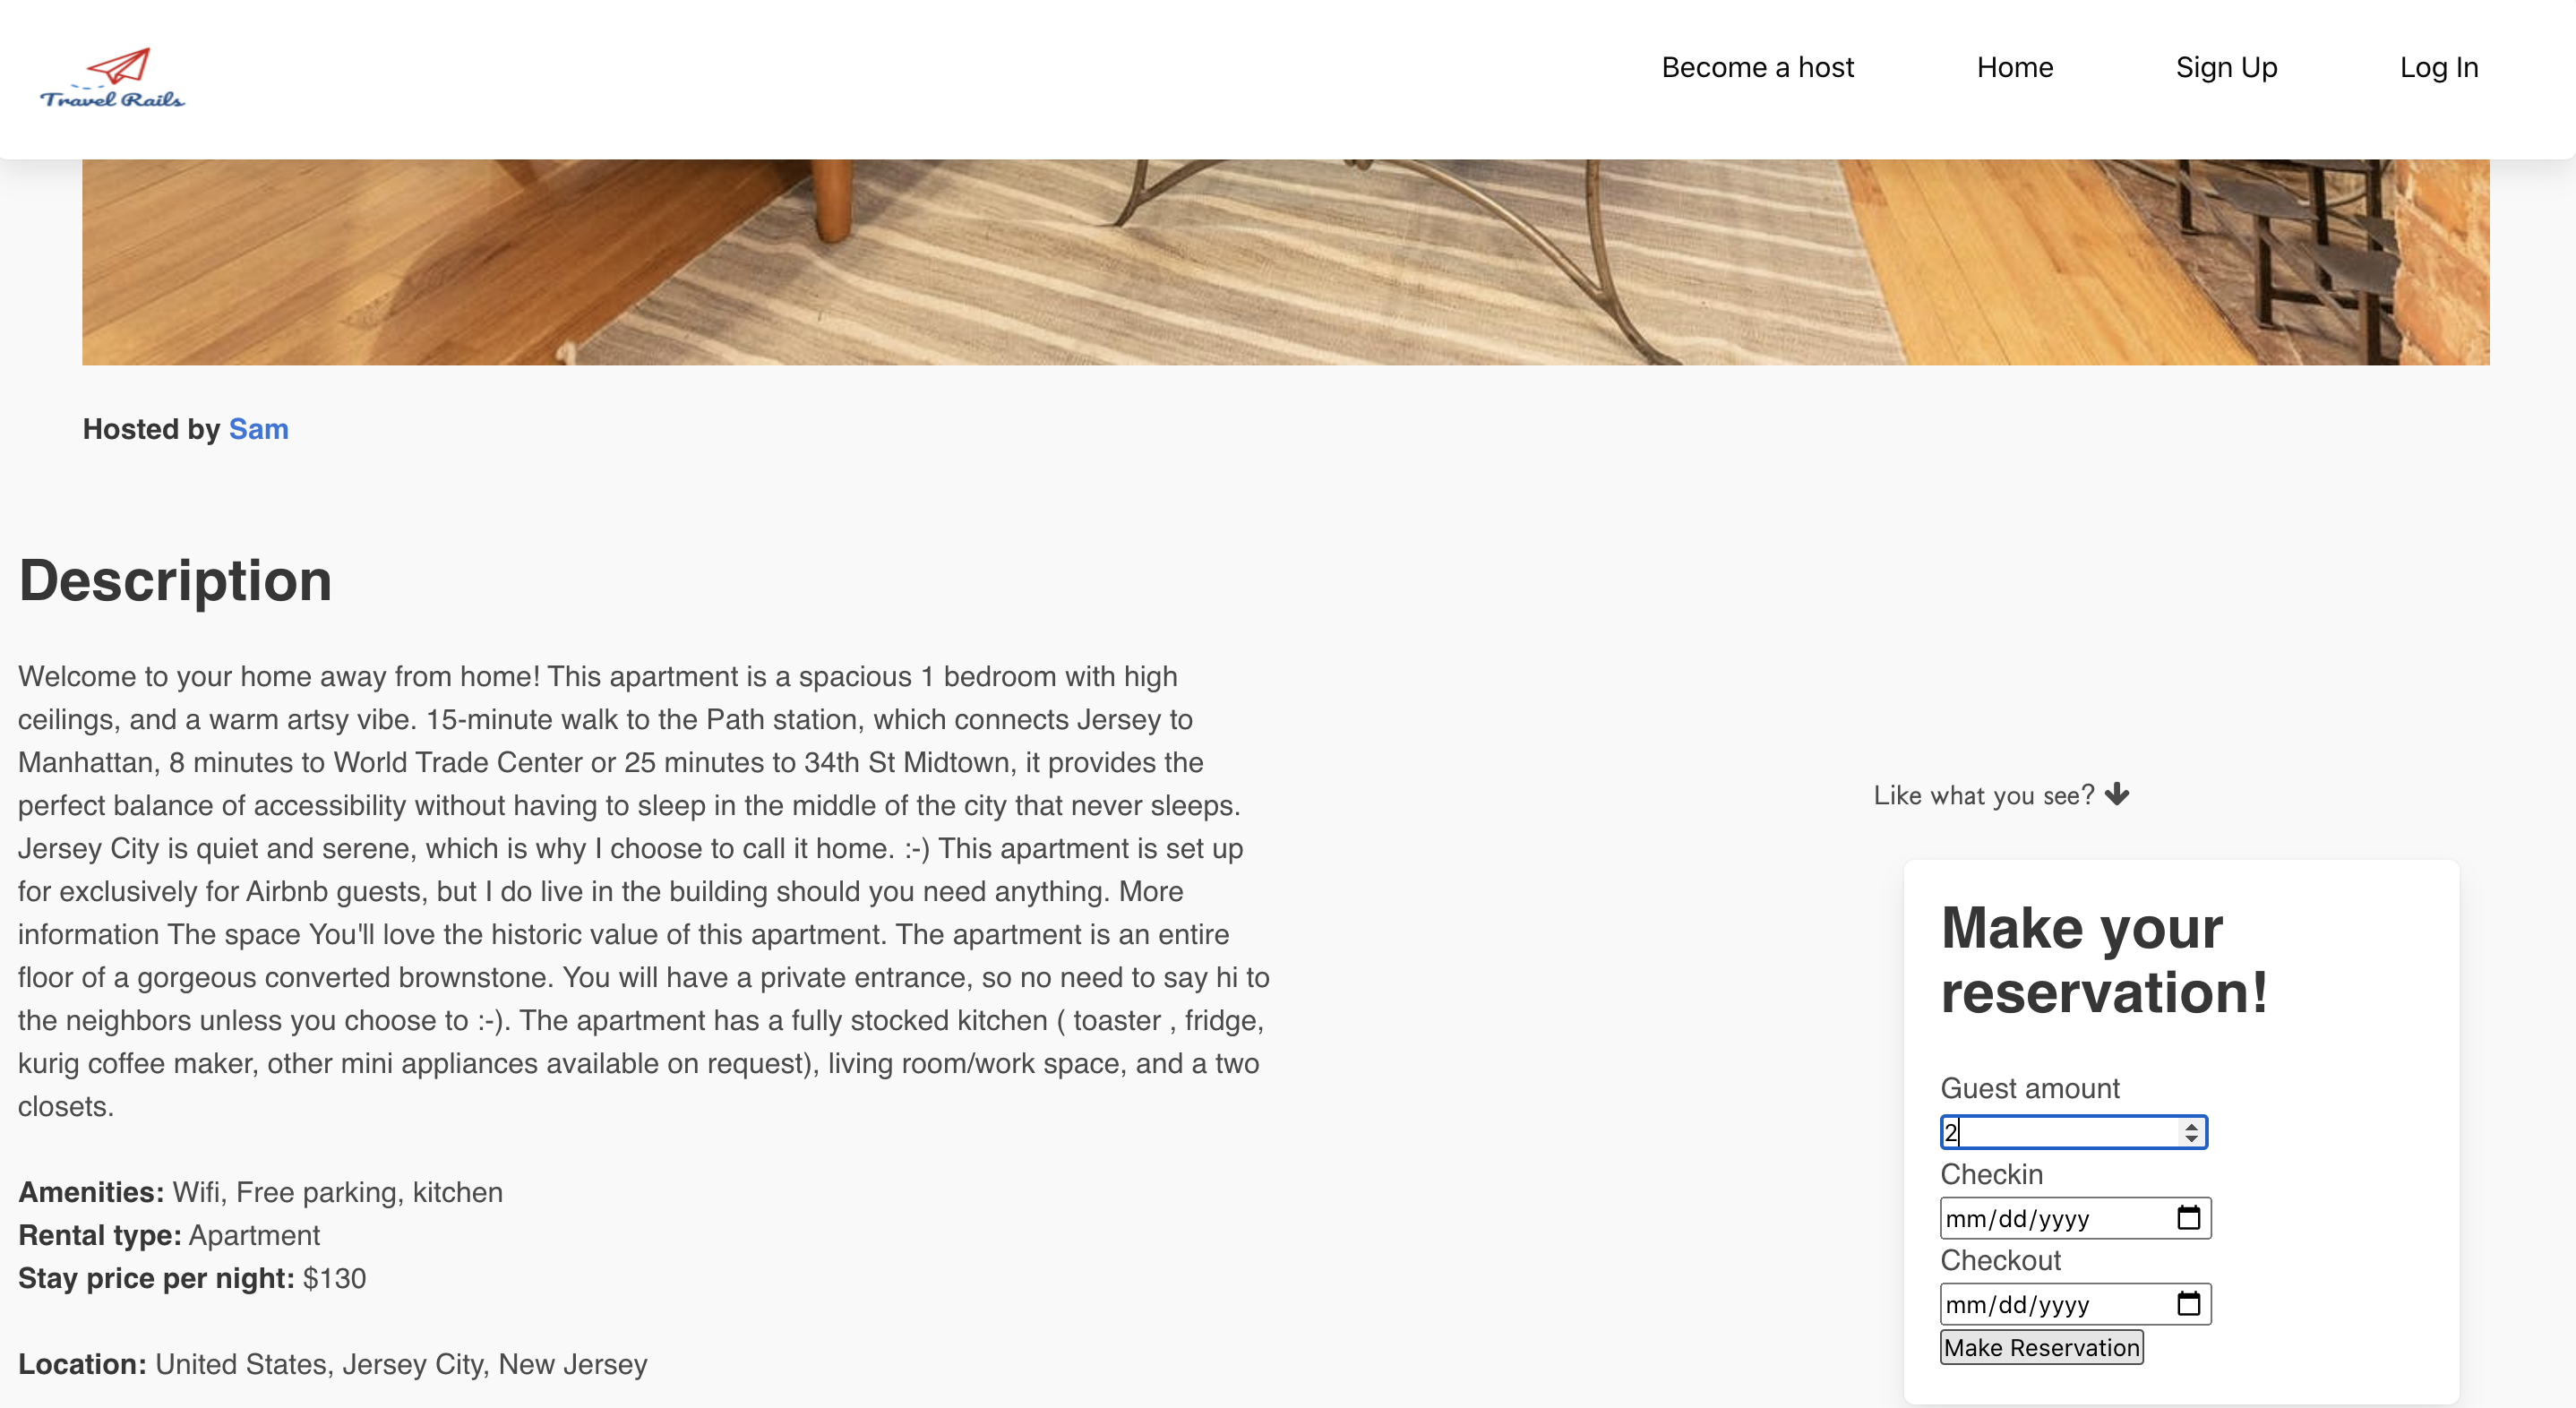 Travel Rails
Become a host
Home
Sign Up
Log In
Hosted by Sam
Description
Welcome to your home away from home! This apartment is a spacious 1 bedroom with high
ceilings, and a warm artsy vibe. 15-minute walk to the Path station, which connects Jersey to
Manhattan, 8 minutes to World Trade Center or 25 minutes to 34th St Midtown, it provides the
perfect balance of accessibility without having to sleep in the middle of the city that never sleeps.
Jersey City is quiet and serene, which is why I choose to call it home. :-) This apartment is set up
for exclusively for Airbnb guests, but I do live in the building should you need anything. More
information The space You'll love the historic value of this apartment. The apartment is an entire
floor of a gorgeous converted brownstone. You will have a private entrance, so no need to say hi to
the neighbors unless you choose to :-). The apartment has a fully stocked kitchen ( toaster , fridge,
kurig coffee maker, other mini appliances available on request), living room/work space, and a two
closets.
Amenities: Wifi, Free parking, kitchen
Rental type: Apartment
Stay price per night: $130
Location: United States, Jersey City, New Jersey
Like what you see?
Make your
reservation!
Guest amount
2
Checkin
mm/dd/yyyy
Checkout
mm/dd/yyyy
Make Reservation